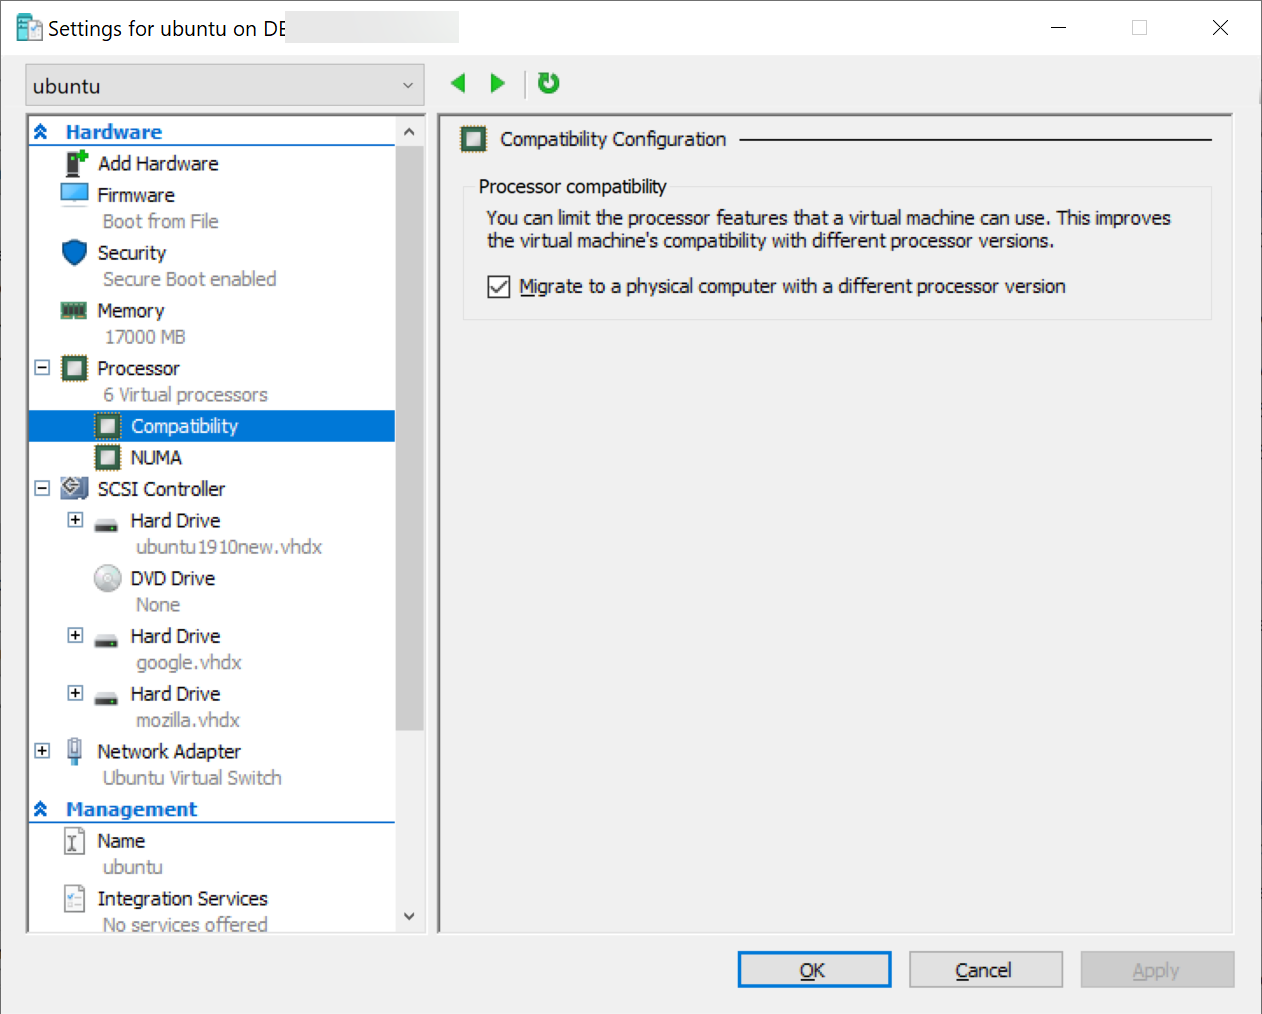 Settings for ubuntu on DE
ubuntu
Hardware
Add Hardware
Firmware
Boot from File
Security
Secure Boot enabled
Memory
17000 MB
Processor
6 Virtual processors
Compatibility
NUMA
SCSI Controller
Hard Drive
ubuntu1910new.vhdx
DVD Drive
None
Hard Drive
google.vhdx
Hard Drive
mozilla.vhdx
Network Adapter
Ubuntu Virtual Switch
Management
Name
ubuntu
Integration Services
No services offered
Compatibility Configuration
Processor compatibility
You can limit the processor features that a virtual machine can use. This improves
the virtual machine's compatibility with different processor versions.
Migrate to a physical computer with a different processor version
OK
Cancel
Apply